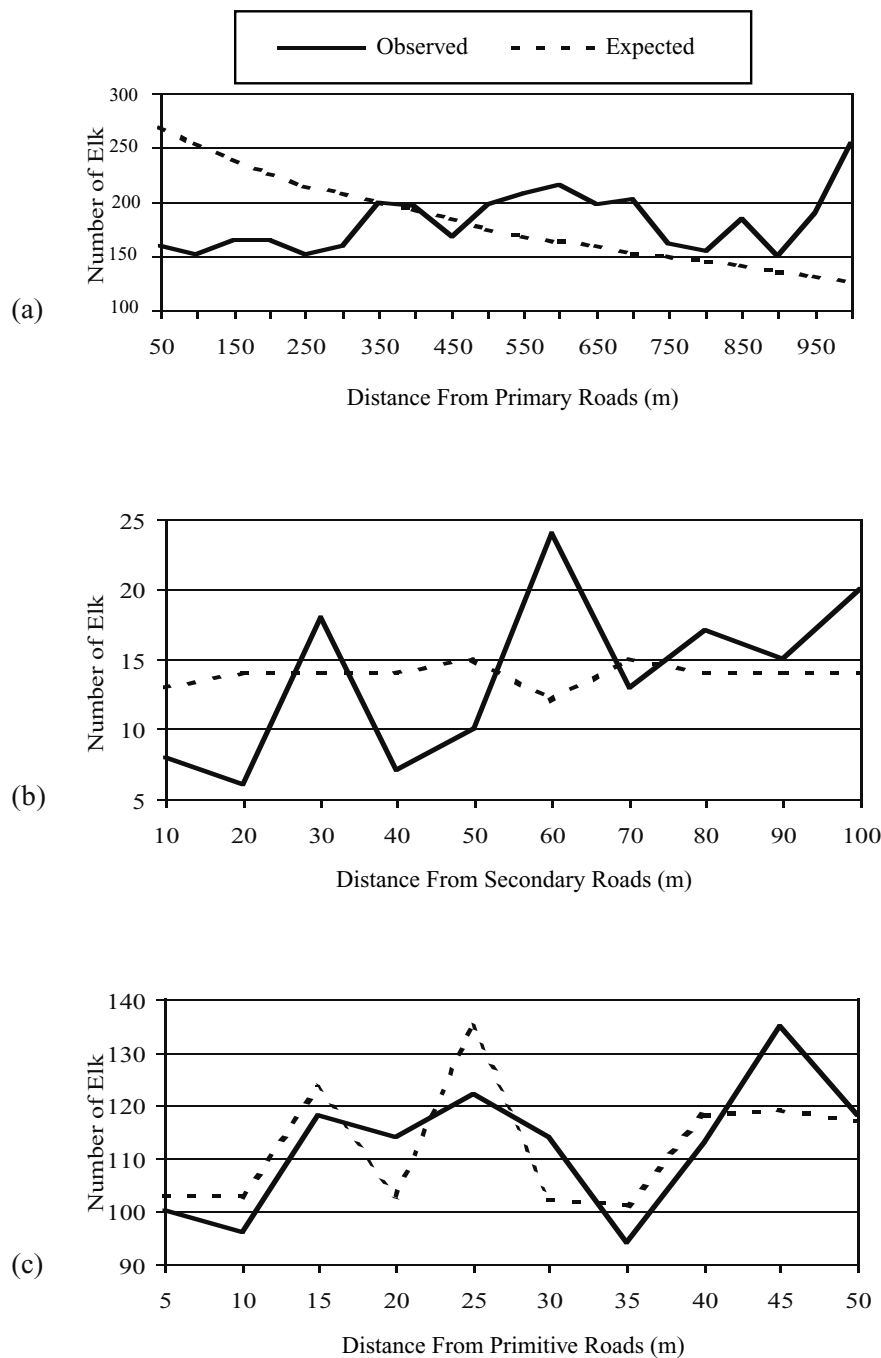 Observed Expected
300
250
200
150
100
Number of Elk
(a)
50 150 250 350 450 550 650 750 850 950
Distance From Primary Roads (m)
25
20
15
10
5
Number of Elk
(b)
10 20 30 40 50 60 70 80 90 100
Distance From Secondary Roads (m)
140
130
120
110
100
90
Number of Elk
(c)
5 10 15 20 25 30 35 40 45 50
Distance From Primitive Roads (m)